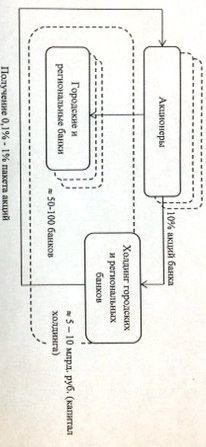 Акционеры
10% акций банка
Городские и
региональные банки
≈ 50-100 банков
Холдинг городских
и региональных
банков
≈ 5 – 10 млрд. руб. (капитал
холдинга)
Получение 0,1% - 1% пакета акций